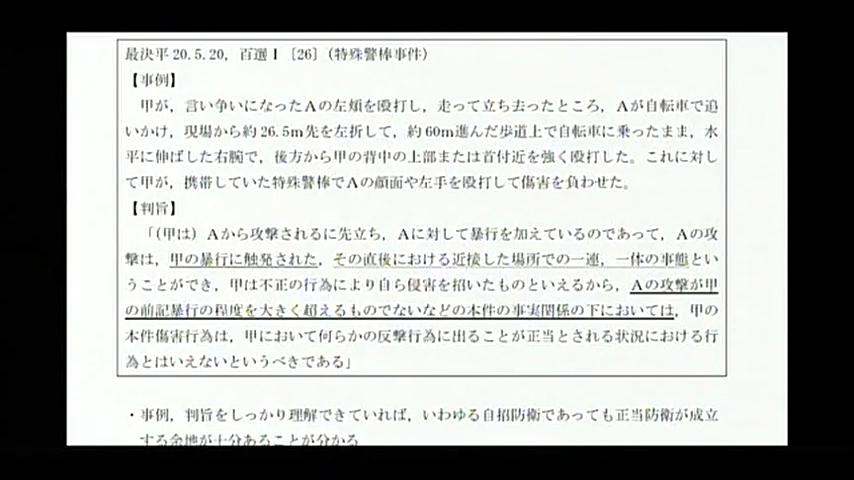 最決平 20.5.20，百選Ⅰ［26］（特殊警棒事件）
【事例】
甲が，言い争いになったＡの左頬を殴打し，走って立ち去ったところ，Ａが自転車で追
いかけ，現場から約 26.5m先を左折して，約 60m進んだ歩道上で自転車に乗ったまま，水
平に伸ばした右腕で，後方から甲の背中の上部または首付近を強く殴打した。これに対し
て甲が，携帯していた特殊警棒でＡの顔面や左手を殴打して傷害を負わせた。
【判旨】
「（甲は）Ａから攻撃されるに先立ち，Ａに対して暴行を加えているのであって，Ａの攻
撃は，甲の暴行に触発された，その直後における近接した場所での一連，一体の事態とい
うことができ，甲は不正の行為により自ら侵害を招いたものといえるから，Ａの攻撃が甲
の前記暴行の程度を大きく超えるものでないなどの本件の事実関係の下においては，甲の
本件傷害行為は，甲において何らかの反撃行為に出ることが正当とされる状況における行
為とはいえないというべきである」
・事例，判旨をしっかり理解できていれば，いわゆる自招防衛であっても正当防衛が成立
する余地が十分あることが分かる